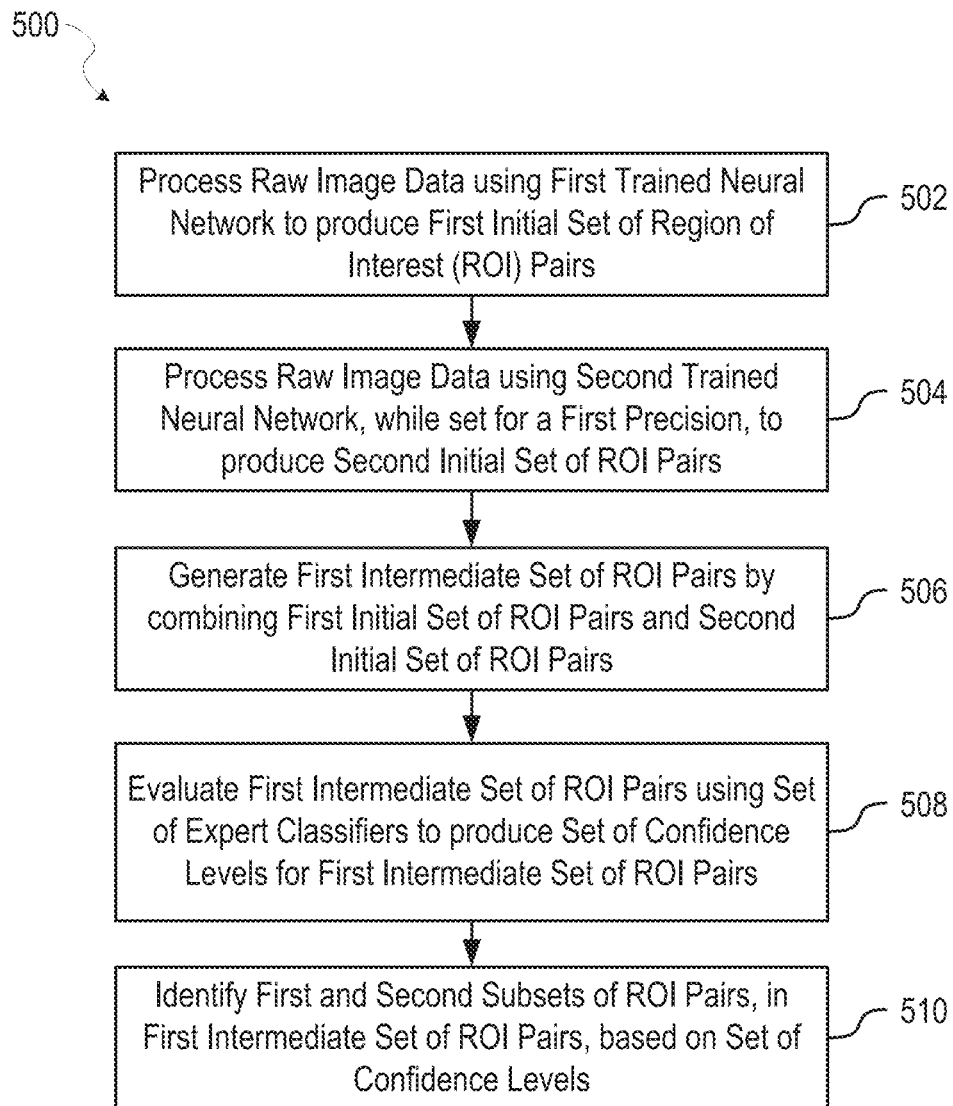 500
Process Raw Image Data using First Trained Neural
Network to produce First Initial Set of Region of
Interest (ROI) Pairs
502
Process Raw Image Data using Second Trained
Neural Network, while set for a First Precision, to
produce Second Initial Set of ROI Pairs
504
Generate First Intermediate Set of ROI Pairs by
combining First Initial Set of ROI Pairs and Second
Initial Set of ROI Pairs
506
Evaluate First Intermediate Set of ROI Pairs using Set
of Expert Classifiers to produce Set of Confidence
Levels for First Intermediate Set of ROI Pairs
508
Identify First and Second Subsets of ROI Pairs, in
First Intermediate Set of ROI Pairs, based on Set of
Confidence Levels
510